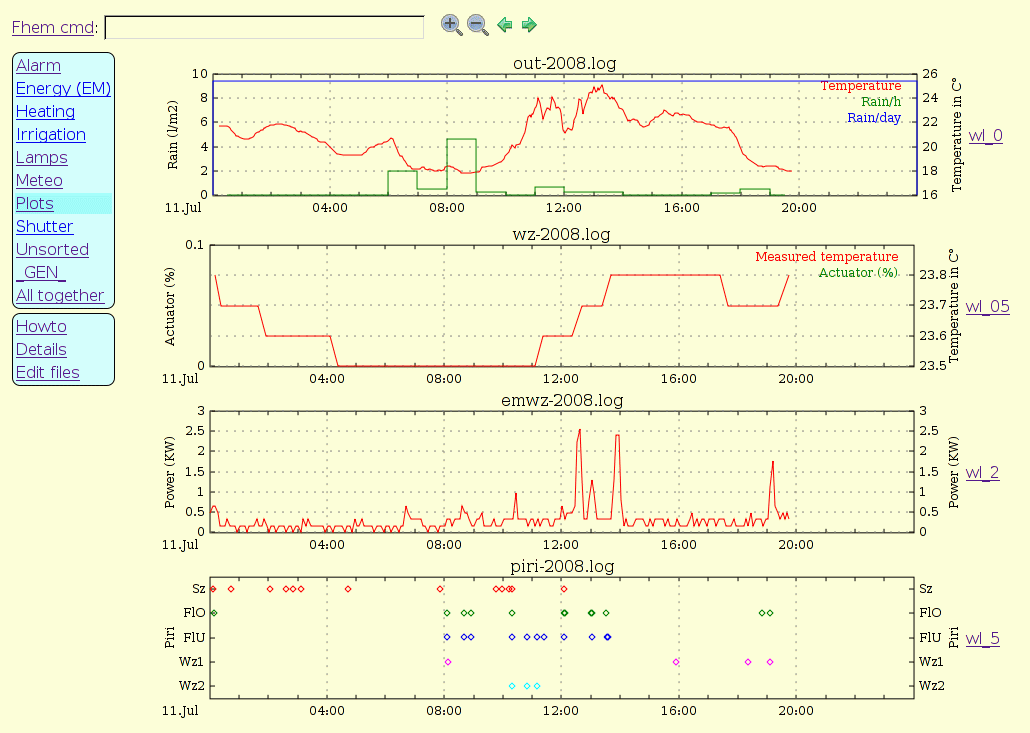 Fhem cmd:
Alarm
Energy (EM)
Heating
Irrigation
Lamps
Meteo
Plots
Shutter
Unsorted
_GEN_
All together
Howto
Details
Edit files
out-2008.log
Rain (l/m2)
10
8
6
4
2
0
Temperature
Rain/h
Rain/day
26
24
22
20
18
16
Temperature in C°
wl_0
11.Jul 04:00 08:00 12:00 16:00 20:00
wz-2008.log
Actuator (%)
0.1
0
Measured temperature
Actuator (%)
23.8
23.7
23.6
23.5
Temperature in C°
wl_05
11.Jul 04:00 08:00 12:00 16:00 20:00
emwz-2008.log
Power (KW)
3
2.5
2
1.5
1
0.5
0
3
2.5
2
1.5
1
0.5
0
Power (KW)
wl_2
11.Jul 04:00 08:00 12:00 16:00 20:00
piri-2008.log
Piri
Sz
FlO
FlU
Wz1
Wz2
Sz
FlO
FlU
Wz1
Wz2
Piri
wl_5
11.Jul 04:00 08:00 12:00 16:00 20:00